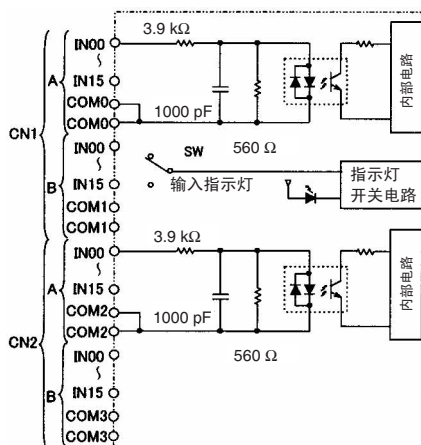 IN00
3.9 kΩ
A
IN15
COM0
COM0
1000 pF
560 Ω
内部电路
CN1
IN00
SW
B
IN15
输入指示灯
指示灯
开关电路
COM1
COM1
IN00
3.9 kΩ
A
IN15
COM2
COM2
1000 pF
560 Ω
内部电路
CN2
IN00
B
IN15
COM3
COM3